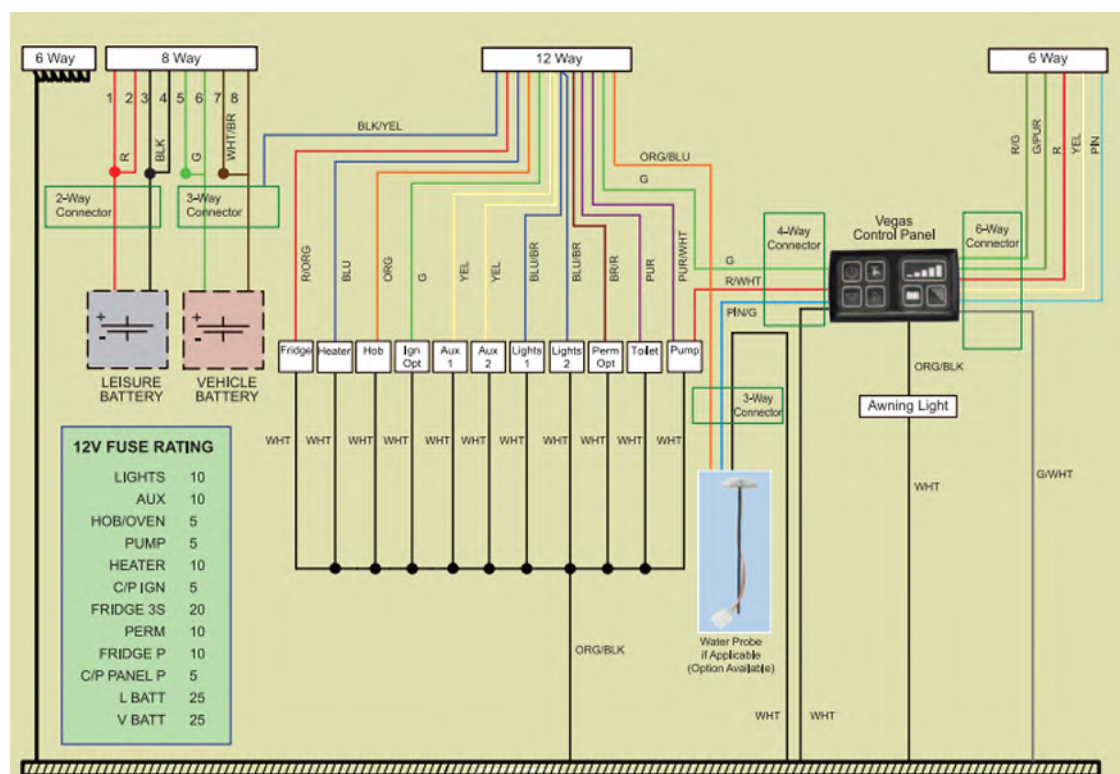 6 Way
8 Way
12 Way
6 Way
1
2
3
4
5
6
7
8
R
BLK
G
WHT/BR
BLK/YEL
ORG/BLU
G
R/G
G/PUR
R
YEL
PIN
2-Way
Connector
3-Way
Connector
4-Way
Connector
Vegas
Control Panel
6-Way
Connector
R/ORG
BLU
ORG
G
YEL
YEL
BLU/BR
BLU/BR
BR/R
PUR
PUR/WHT
G
R/WHT
PIN/G
+
-
+
-
LEISURE
BATTERY
VEHICLE
BATTERY
Fridge
Heater
Hob
Ign
Opt
Aux
1
Aux
2
Lights
1
Lights
2
Perm
Opt
Toilet
Pump
3-Way
Connector
ORG/BLK
Awning Light
WHT
WHT
WHT
WHT
WHT
WHT
WHT
WHT
WHT
WHT
WHT
WHT
G/WHT
12V FUSE RATING
LIGHTS 10
AUX 10
HOB/OVEN 5
PUMP 5
HEATER 10
C/P IGN 5
FRIDGE 3S 20
PERM 10
FRIDGE P 10
C/P PANEL P 5
L BATT 25
V BATT 25
Water Probe
if Applicable
(Option Available)
ORG/BLK
WHT
WHT